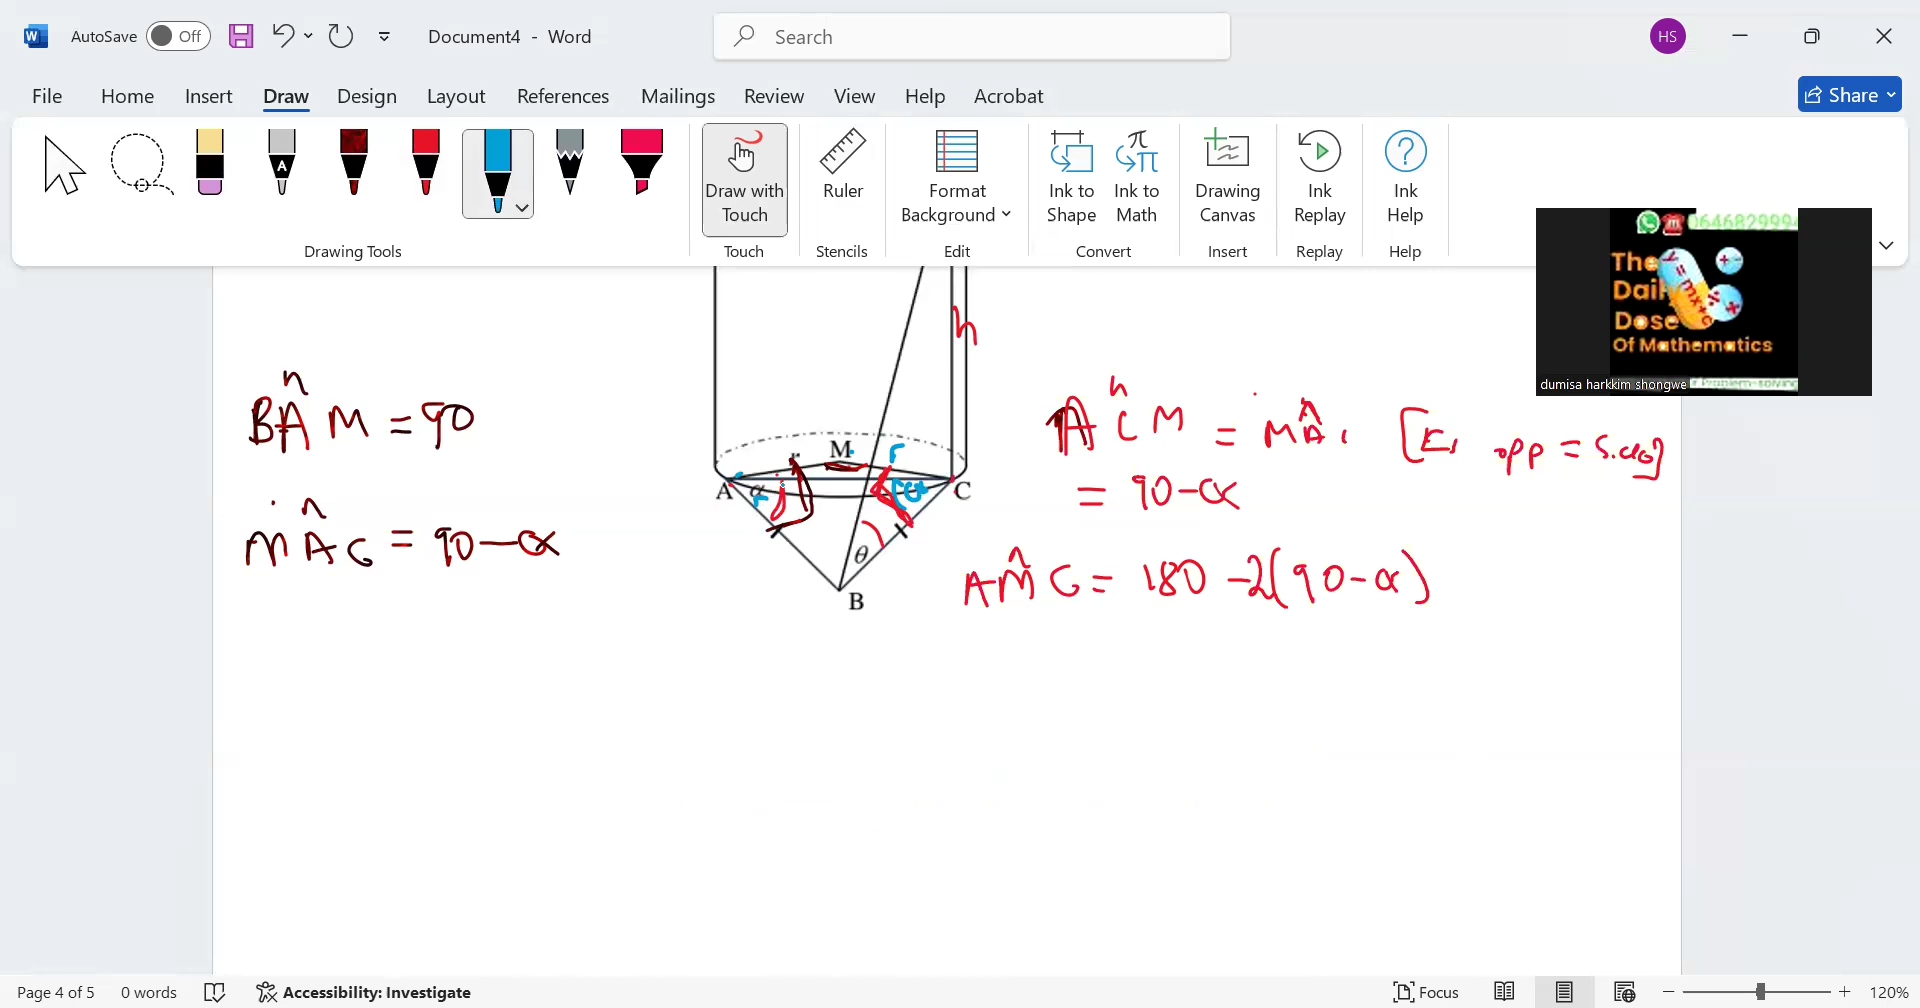 AutoSave Off Document4 - Word Search HS
File Home Insert Draw Design Layout References Mailings Review View Help Acrobat Share
A
Draw with Touch
Ruler
Format Background
Ink to Shape
Ink to Math
Drawing Canvas
Ink Replay
Ink Help
Drawing Tools Touch Stencils Edit Convert Insert Replay Help
06468299
The Daily Dose
Of Mathematics
y=mx+c
dumisa harkkim shongwe
h
BÂM = 90
MÂC = 90-α
A M C B
r r
α θ
AĈM = MÂ [
opp =
= 90-α
AM̂C = 180 -2(90-α)
Page 4 of 5 0 words Accessibility: Investigate Focus 120%